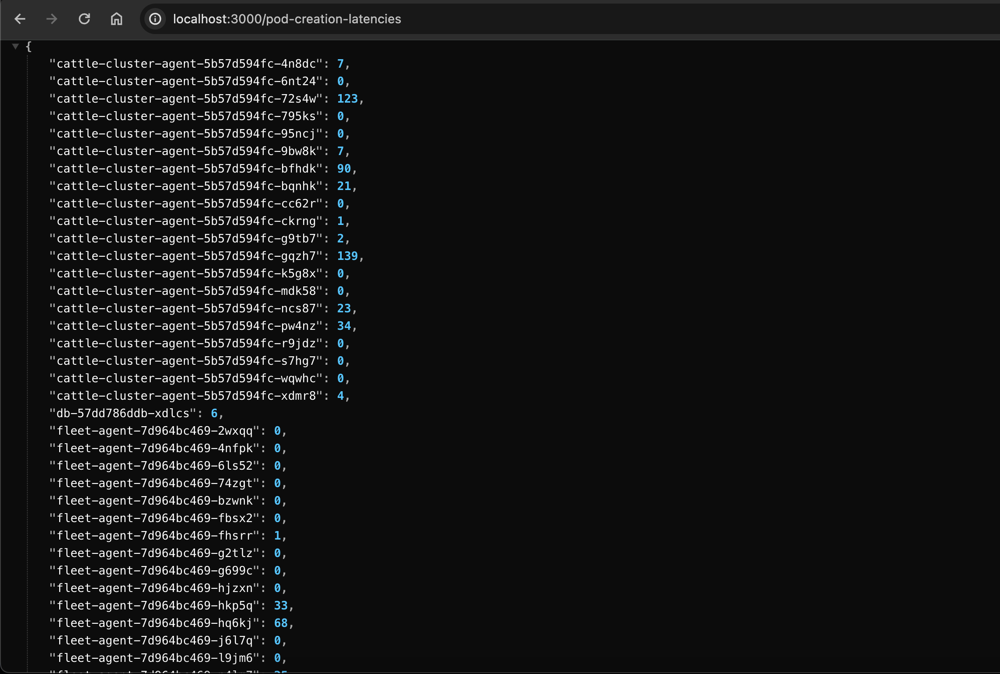 localhost:3000/pod-creation-latencies
{
"cattle-cluster-agent-5b57d594fc-4n8dc": 7,
"cattle-cluster-agent-5b57d594fc-6nt24": 0,
"cattle-cluster-agent-5b57d594fc-72s4w": 123,
"cattle-cluster-agent-5b57d594fc-795ks": 0,
"cattle-cluster-agent-5b57d594fc-95ncj": 0,
"cattle-cluster-agent-5b57d594fc-9bw8k": 7,
"cattle-cluster-agent-5b57d594fc-bfhdk": 90,
"cattle-cluster-agent-5b57d594fc-bqnhk": 21,
"cattle-cluster-agent-5b57d594fc-cc62r": 0,
"cattle-cluster-agent-5b57d594fc-ckrng": 1,
"cattle-cluster-agent-5b57d594fc-g9tb7": 2,
"cattle-cluster-agent-5b57d594fc-gqzh7": 139,
"cattle-cluster-agent-5b57d594fc-k5g8x": 0,
"cattle-cluster-agent-5b57d594fc-mdk58": 0,
"cattle-cluster-agent-5b57d594fc-ncs87": 23,
"cattle-cluster-agent-5b57d594fc-pw4nz": 34,
"cattle-cluster-agent-5b57d594fc-r9jdz": 0,
"cattle-cluster-agent-5b57d594fc-s7hg7": 0,
"cattle-cluster-agent-5b57d594fc-wqwhc": 0,
"cattle-cluster-agent-5b57d594fc-xdmr8": 4,
"db-57dd786ddb-xdlcs": 6,
"fleet-agent-7d964bc469-2wxqq": 0,
"fleet-agent-7d964bc469-4nfpk": 0,
"fleet-agent-7d964bc469-6ls52": 0,
"fleet-agent-7d964bc469-74zgt": 0,
"fleet-agent-7d964bc469-bzwnk": 0,
"fleet-agent-7d964bc469-fbsx2": 0,
"fleet-agent-7d964bc469-fhsrr": 1,
"fleet-agent-7d964bc469-g2tlz": 0,
"fleet-agent-7d964bc469-g699c": 0,
"fleet-agent-7d964bc469-hjzxn": 0,
"fleet-agent-7d964bc469-hkp5q": 33,
"fleet-agent-7d964bc469-hq6kj": 68,
"fleet-agent-7d964bc469-j6l7q": 0,
"fleet-agent-7d964bc469-l9jm6": 0,